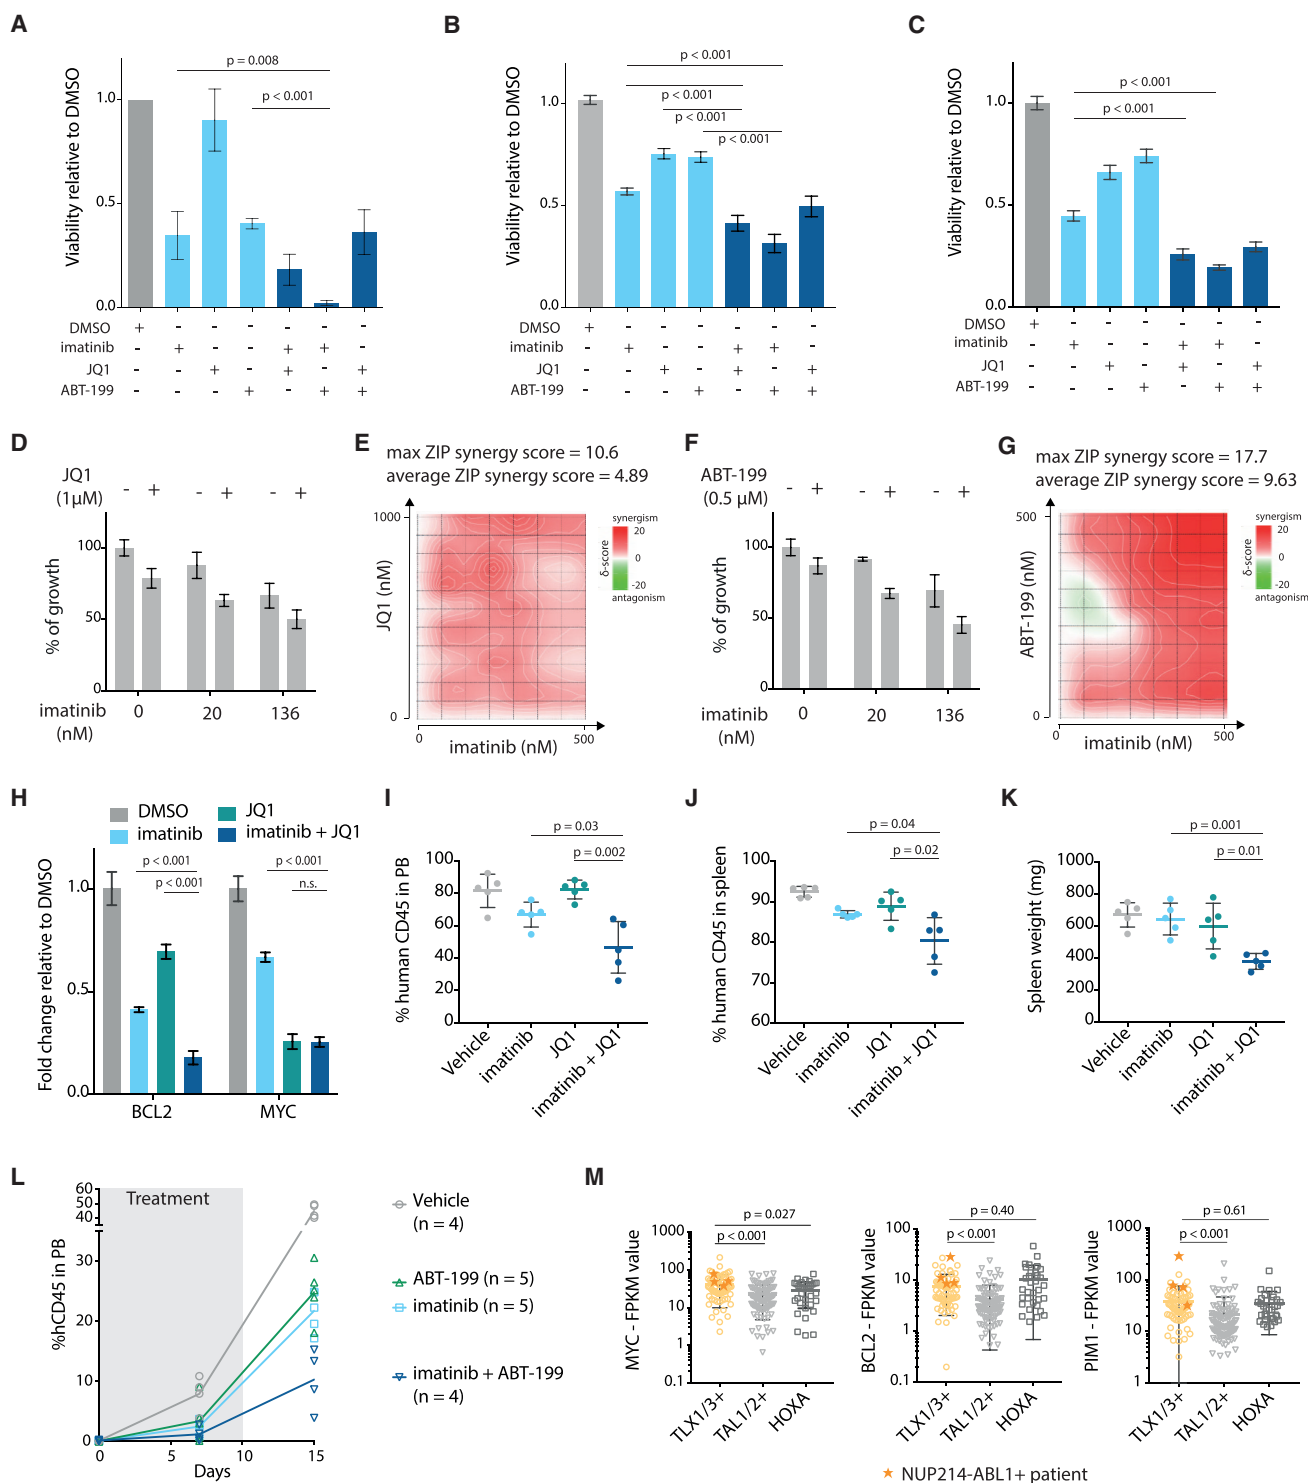 A
p = 0.008
p < 0.001
Viability relative to DMSO
1.0
0.5
0.0
DMSO + - - - - - -
imatinib - + - - + + -
JQ1 - - + - + - +
ABT-199 - - - + - + +
B
p < 0.001
p < 0.001
p < 0.001
p < 0.001
Viability relative to DMSO
1.0
0.5
0.0
DMSO + - - - - - -
imatinib - + - - + + -
JQ1 - - + - + - +
ABT-199 - - - + - + +
C
p < 0.001
p < 0.001
Viability relative to DMSO
1.0
0.5
0.0
DMSO + - - - - - -
imatinib - + - - + + -
JQ1 - - + - + - +
ABT-199 - - - + - + +
D
JQ1
(1μM)
- + - + - +
% of growth
100
50
0
imatinib
(nM)
0 20 136
E
max ZIP synergy score = 10.6
average ZIP synergy score = 4.89
1000
JQ1 (nM)
0
0 500
imatinib (nM)
synergism
20
0
-20
δ-score
antagonism
F
ABT-199
(0.5 μM)
- + - + - +
% of growth
100
50
0
imatinib
(nM)
0 20 136
G
max ZIP synergy score = 17.7
average ZIP synergy score = 9.63
500
ABT-199 (nM)
0
0 500
imatinib (nM)
synergism
20
0
-20
δ-score
antagonism
H
DMSO
imatinib
JQ1
imatinib + JQ1
p < 0.001
p < 0.001
p < 0.001
n.s.
Fold change relative to DMSO
1.0
0.5
0.0
BCL2 MYC
I
p = 0.03
p = 0.002
% human CD45 in PB
100
80
60
40
20
0
Vehicle
imatinib
JQ1
imatinib + JQ1
J
p = 0.04
p = 0.02
% human CD45 in spleen
100
90
80
70
60
Vehicle
imatinib
JQ1
imatinib + JQ1
K
p = 0.001
p = 0.01
Spleen weight (mg)
1000
800
600
400
200
0
Vehicle
imatinib
JQ1
imatinib + JQ1
L
Treatment
%hCD45 in PB
60
50
40
30
20
10
0
0 5 10 15
Days
Vehicle
(n = 4)
ABT-199 (n = 5)
imatinib (n = 5)
imatinib + ABT-199
(n = 4)
M
p = 0.027
p < 0.001
MYC - FPKM value
1000
100
10
1
0.1
TLX1/3+
TAL1/2+
HOXA
p = 0.40
p < 0.001
BCL2 - FPKM value
100
10
1
0.1
TLX1/3+
TAL1/2+
HOXA
p = 0.61
p < 0.001
PIM1 - FPKM value
1000
100
10
1
TLX1/3+
TAL1/2+
HOXA
NUP214-ABL1+ patient